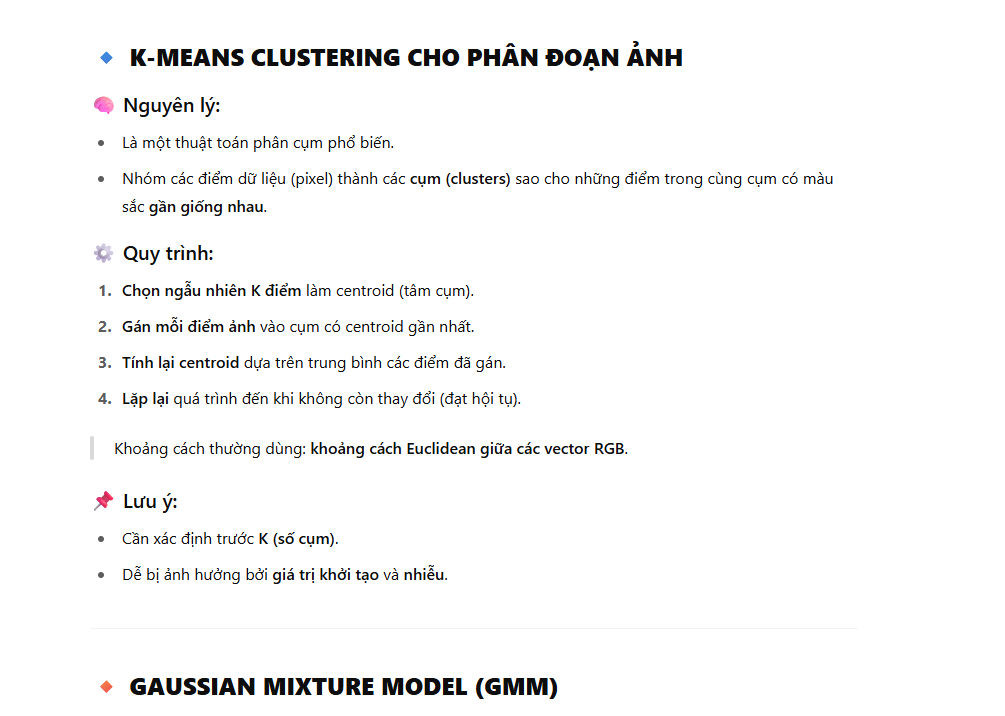 K-MEANS CLUSTERING CHO PHÂN ĐOẠN ẢNH
Nguyên lý:
Là một thuật toán phân cụm phổ biến.
Nhóm các điểm dữ liệu (pixel) thành các cụm (clusters) sao cho những điểm trong cùng cụm có màu
sắc gần giống nhau.
Quy trình:
1. Chọn ngẫu nhiên K điểm làm centroid (tâm cụm).
2. Gán mỗi điểm ảnh vào cụm có centroid gần nhất.
3. Tính lại centroid dựa trên trung bình các điểm đã gán.
4. Lặp lại quá trình đến khi không còn thay đổi (đạt hội tụ).
Khoảng cách thường dùng: khoảng cách Euclidean giữa các vector RGB.
Lưu ý:
Cần xác định trước K (số cụm).
Dễ bị ảnh hưởng bởi giá trị khởi tạo và nhiễu.
GAUSSIAN MIXTURE MODEL (GMM)